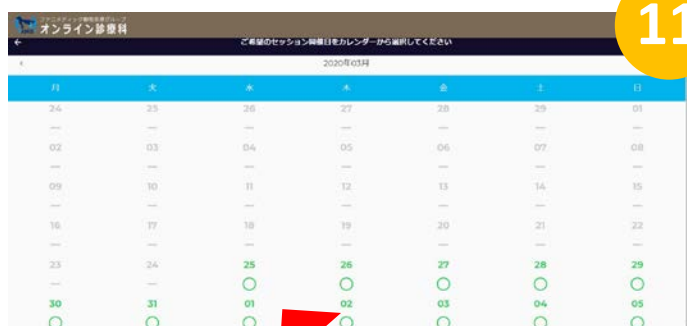 オンライン診療科
11
← ご希望のセッション開催日をカレンダーから選択してください
‹ 2020年03月
月 火 水 木 金 土 日
24 25 26 27 28 29 01
— — — — — — —
02 03 04 05 06 07 08
— — — — — — —
09 10 11 12 13 14 15
— — — — — — —
16 17 18 19 20 21 22
— — — — — — —
23 24 25 26 27 28 29
— — ○ ○ ○ ○ ○
30 31 01 02 03 04 05
○ ○ ○ ○ ○ ○